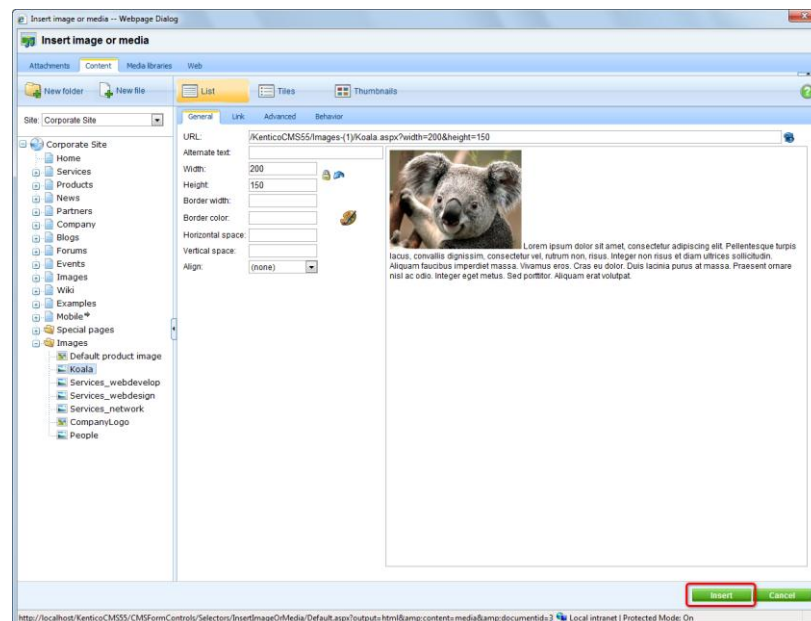 Insert image or media -- Webpage Dialog
Insert image or media
Attachments Content Media libraries Web
New folder New file List Tiles Thumbnails
Site: Corporate Site
General Link Advanced Behavior
URL: /KenticoCMS55/Images-(1)/Koala.aspx?width=200&height=150
Alternate text:
Width: 200
Height: 150
Border width:
Border color:
Horizontal space:
Vertical space:
Align: (none)
Corporate Site
Home
Services
Products
News
Partners
Company
Blogs
Forums
Events
Images
Wiki
Examples
Mobile
Special pages
Images
Default product image
Koala
Services_webdevelop
Services_webdesign
Services_network
CompanyLogo
People
Lorem ipsum dolor sit amet, consectetur adipiscing elit. Pellentesque turpis
lacus, convallis dignissim, consectetur vel, rutrum non, risus. Integer non risus et diam ultrices sollicitudin.
Aliquam faucibus imperdiet massa. Vivamus eros. Cras eu dolor. Duis lacinia purus at massa. Praesent ornare
nisl ac odio. Integer eget metus. Sed porttitor. Aliquam erat volutpat.
Insert Cancel
http://localhost/KenticoCMS55/CMSFormControls/Selectors/InsertImageOrMedia/Default.aspx?output=html&amp;content=media&amp;documentid=3 Local intranet | Protected Mode: On